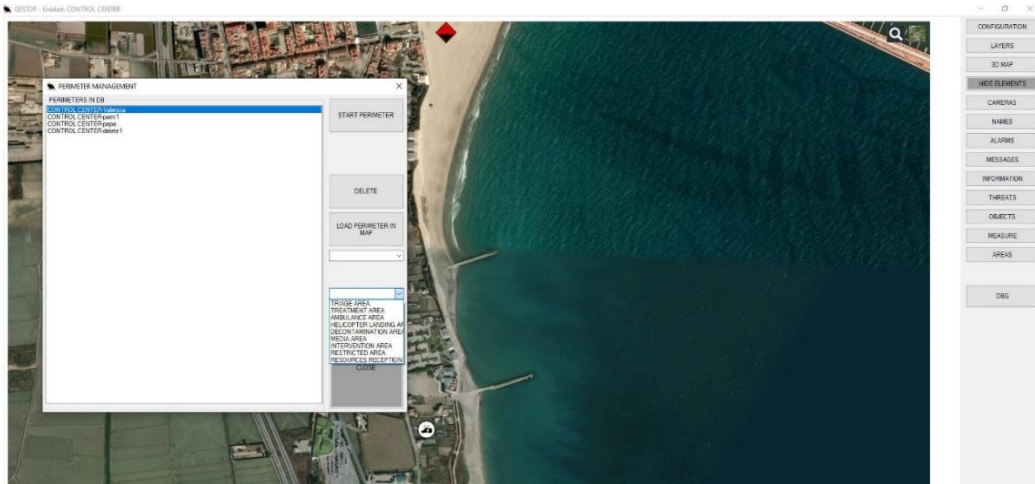 GESTOP - Unidad: CONTROL CENTER
PERIMETER MANAGEMENT
PERIMETERS IN DB
CONTROL CENTER-Valencia
CONTROL CENTER-perri1
CONTROL CENTER-pepe
CONTROL CENTER-delete1
START PERIMETER
DELETE
LOAD PERIMETER IN
MAP
TRIAGE AREA
TREATMENT AREA
AMBULANCE AREA
HELICOPTER LANDING AR
DECONTAMINATION AREA
MEDIA AREA
INTERVENTION AREA
RESTRICTED AREA
RESOURCES RECEPTION
CLOSE
CONFIGURATION
LAYERS
3D MAP
HIDE ELEMENTS
CAMERAS
NAMES
ALARMS
MESSAGES
INFORMATION
THREATS
OBJECTS
MEASURE
AREAS
DBG